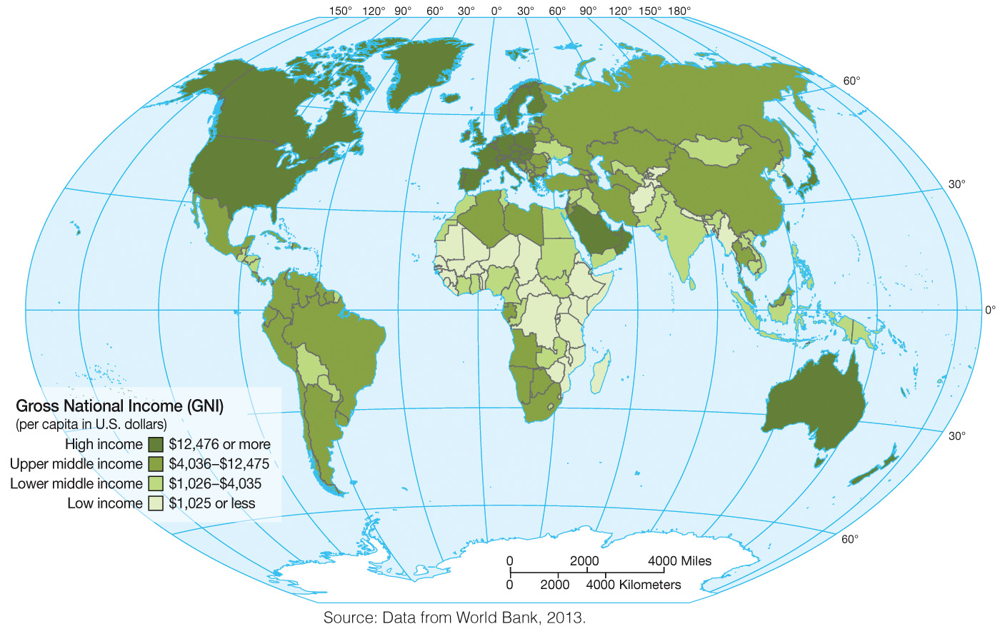 150° 120° 90° 60° 30° 0° 30° 60° 90° 120° 150° 180°
60°
30°
0°
30°
60°
Gross National Income (GNI)
(per capita in U.S. dollars)
High income $12,476 or more
Upper middle income $4,036–$12,475
Lower middle income $1,026–$4,035
Low income $1,025 or less
0 2000 4000 Miles
0 2000 4000 Kilometers
Source: Data from World Bank, 2013.